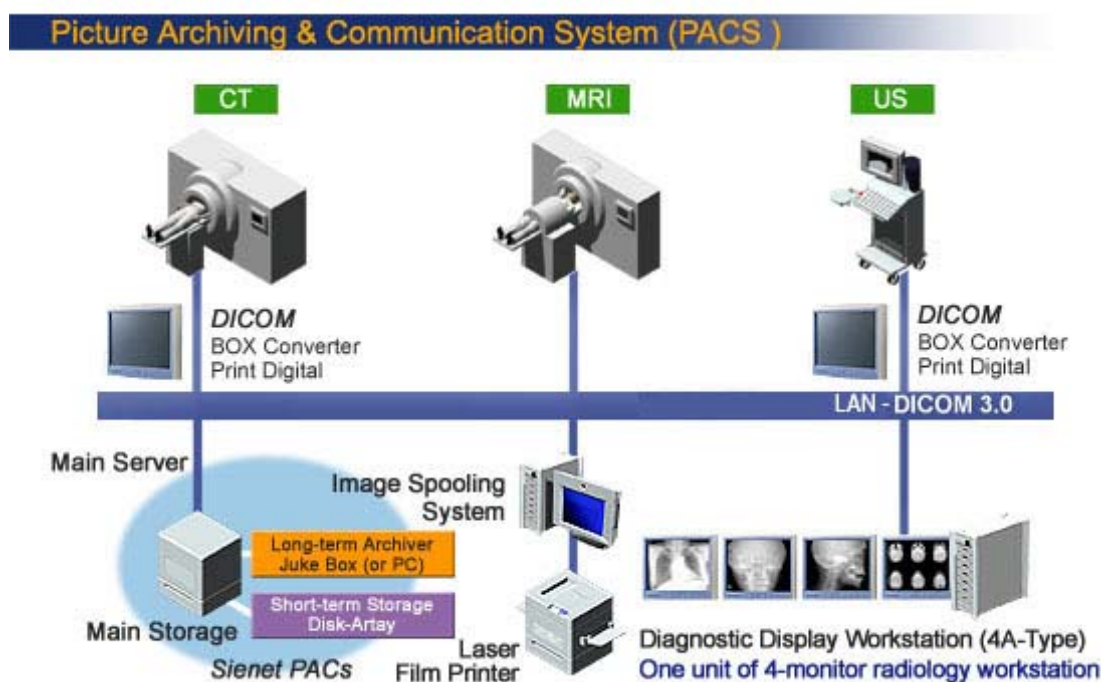 Picture Archiving & Communication System (PACS )
CT
MRI
US
DICOM
BOX Converter
Print Digital
DICOM
BOX Converter
Print Digital
LAN - DICOM 3.0
Main Server
Image Spooling
System
Long-term Archiver
Juke Box (or PC)
Short-term Storage
Disk-Artay
Main Storage
Sienet PACs
Laser
Film Printer
Diagnostic Display Workstation (4A-Type)
One unit of 4-monitor radiology workstation